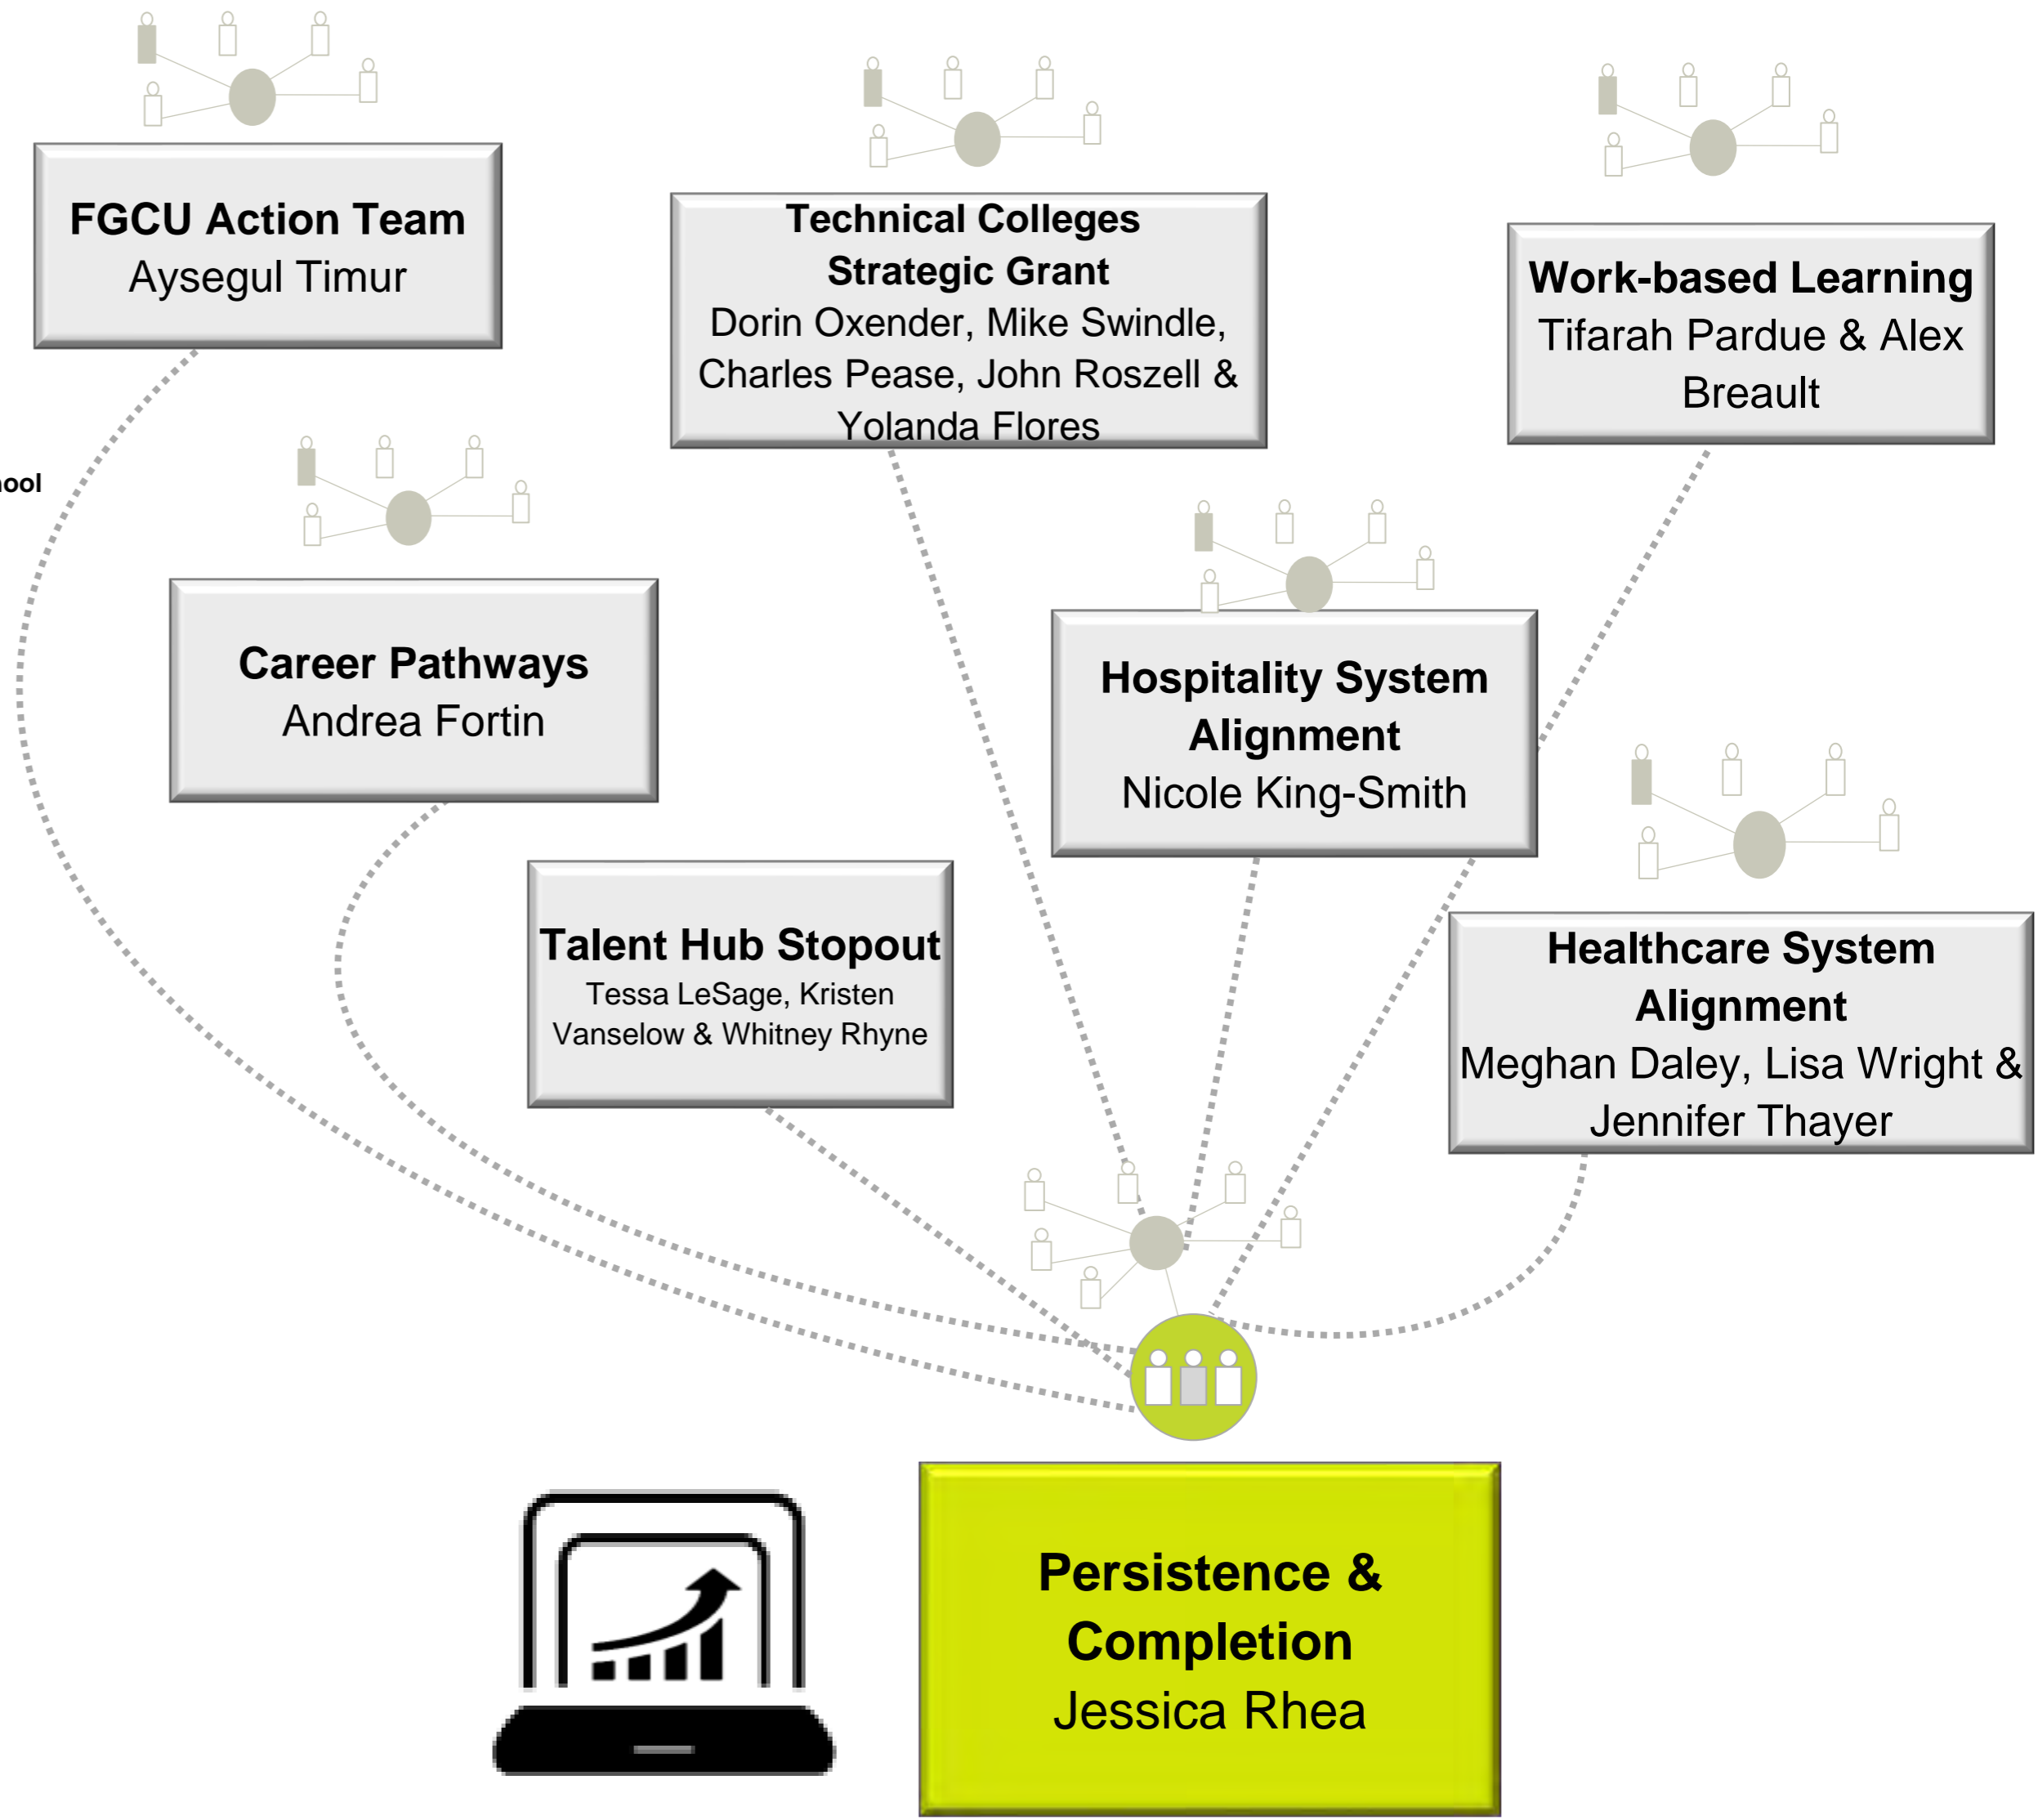 FGCU Action Team
Aysegul Timur
Technical Colleges
Strategic Grant
Dorin Oxender, Mike Swindle,
Charles Pease, John Roszell &
Yolanda Flores
Work-based Learning
Tifarah Pardue & Alex
Breault
Career Pathways
Andrea Fortin
Hospitality System
Alignment
Nicole King-Smith
Talent Hub Stopout
Tessa LeSage, Kristen
Vanselow & Whitney Rhyne
Healthcare System
Alignment
Meghan Daley, Lisa Wright &
Jennifer Thayer
Persistence &
Completion
Jessica Rhea